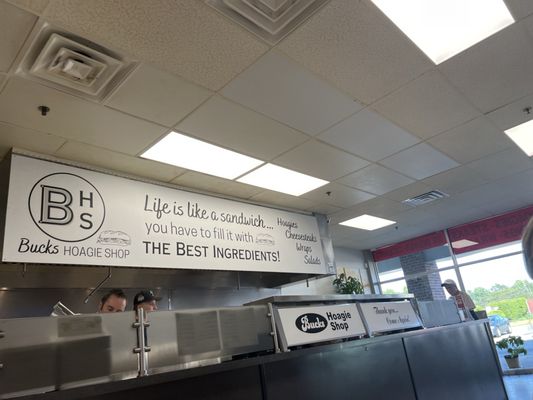 BHS
Bucks HOAGIE SHOP
Life is like a sandwich...
you have to fill it with
THE BEST INGREDIENTS!
Hoagies
Cheesesteaks
Wraps
Salads
Bucks Hoagie
Shop
Thank you...